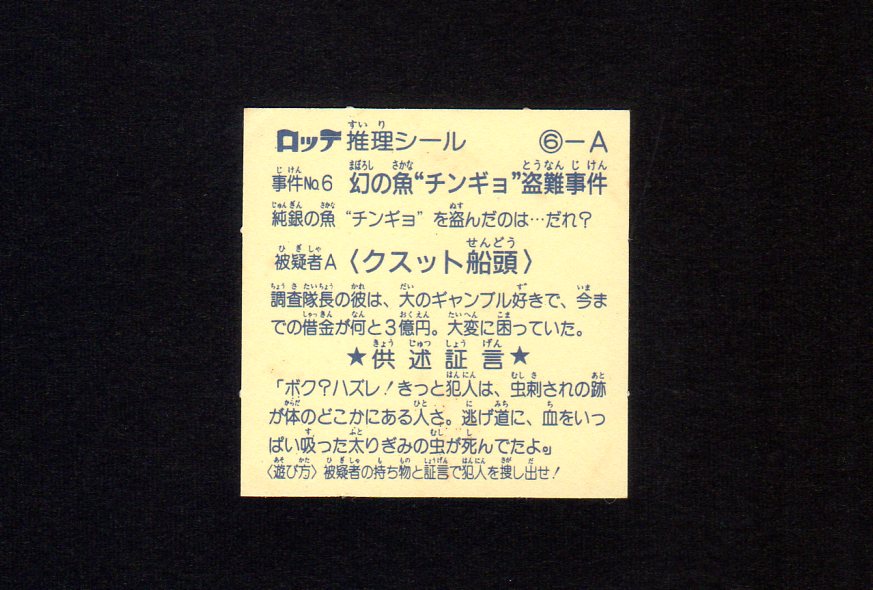 ロッテ推理シール ⑥－A
事件No.6 幻の魚“チンギョ”盗難事件
純銀の魚“チンギョ”を盗んだのは…だれ？
被疑者A〈クスット船頭〉
調査隊長の彼は、大のギャンブル好きで、今ま
での借金が何と3億円。大変に困っていた。
★供述証言★
「ボク？ハズレ！きっと犯人は、虫刺されの跡
が体のどこかにある人さ。逃げ道に、血をいっ
ぱい吸った太りぎみの虫が死んでたよ。」
〈遊び方〉被疑者の持ち物と証言で犯人を捜し出せ！